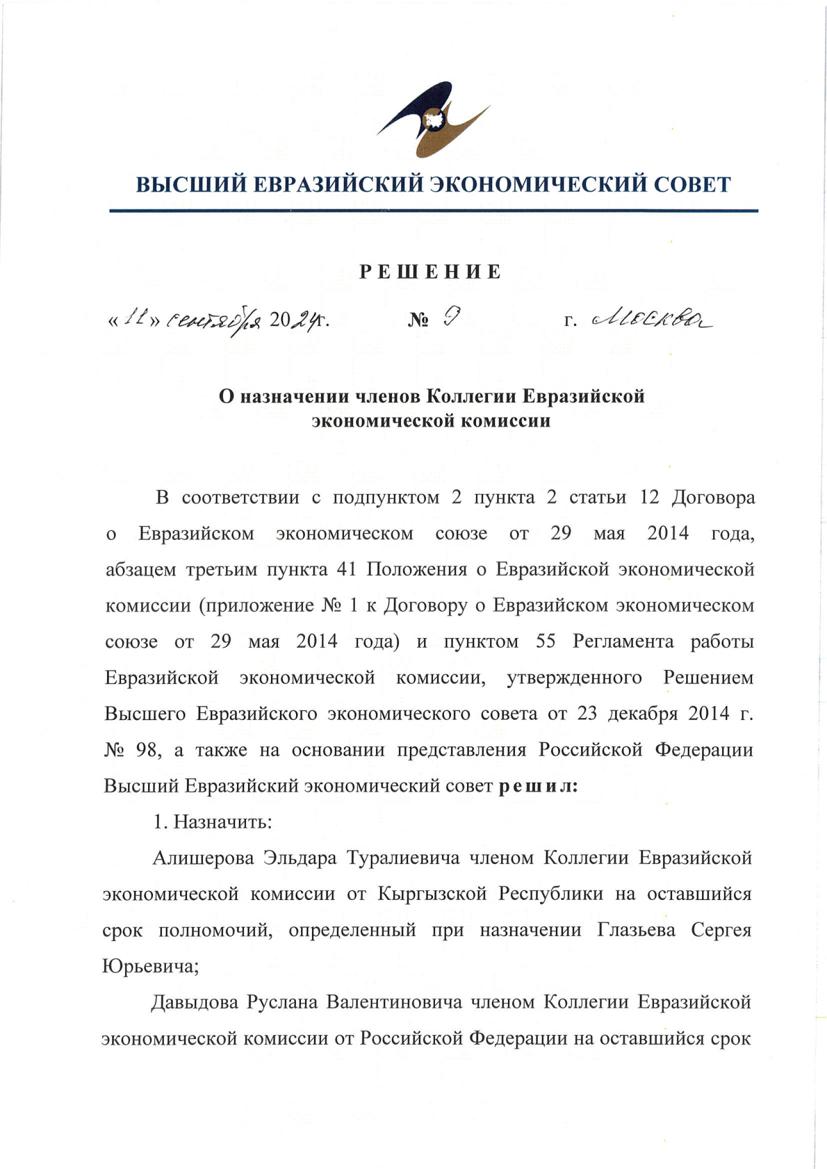 ВЫСШИЙ ЕВРАЗИЙСКИЙ ЭКОНОМИЧЕСКИЙ СОВЕТ
РЕШЕНИЕ
«11» сентября 2024г. № 9 г. Москва
О назначении членов Коллегии Евразийской
экономической комиссии
В соответствии с подпунктом 2 пункта 2 статьи 12 Договора
о Евразийском экономическом союзе от 29 мая 2014 года,
абзацем третьим пункта 41 Положения о Евразийской экономической
комиссии (приложение № 1 к Договору о Евразийском экономическом
союзе от 29 мая 2014 года) и пунктом 55 Регламента работы
Евразийской экономической комиссии, утвержденного Решением
Высшего Евразийского экономического совета от 23 декабря 2014 г.
№ 98, а также на основании представления Российской Федерации
Высший Евразийский экономический совет решил:
1. Назначить:
Алишерова Эльдара Туралиевича членом Коллегии Евразийской
экономической комиссии от Кыргызской Республики на оставшийся
срок полномочий, определенный при назначении Глазьева Сергея
Юрьевича;
Давыдова Руслана Валентиновича членом Коллегии Евразийской
экономической комиссии от Российской Федерации на оставшийся срок